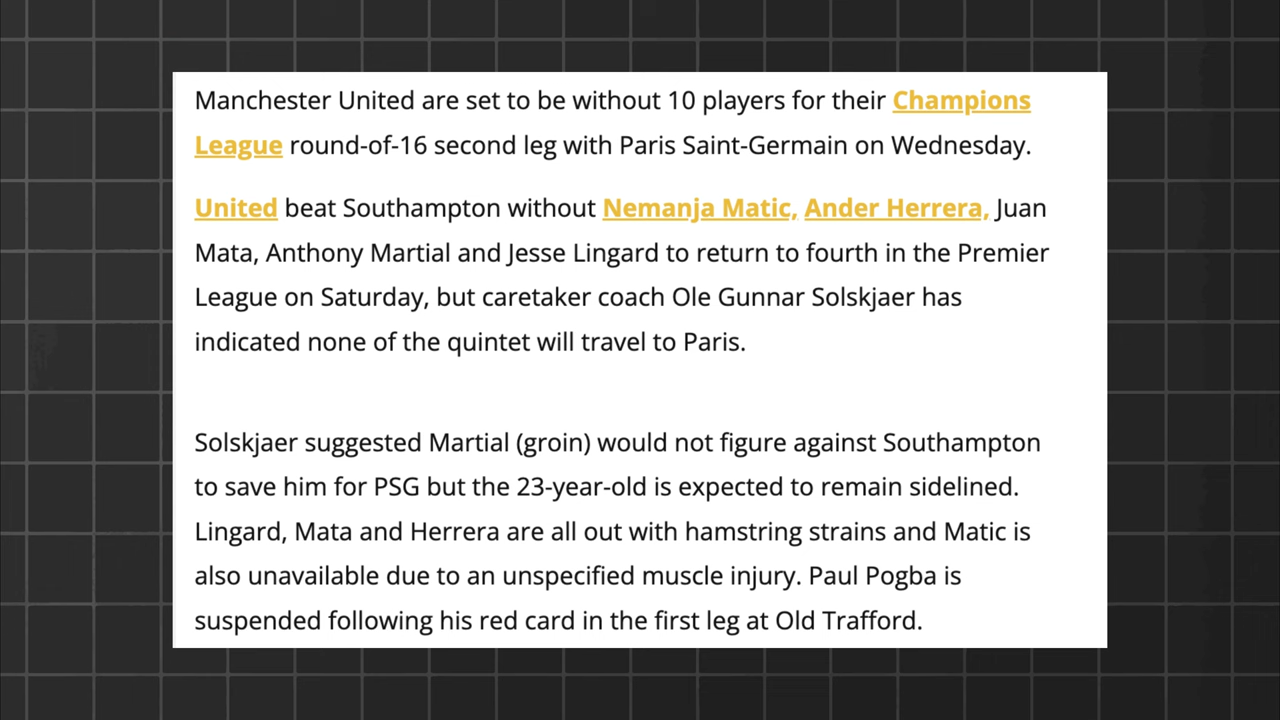 Manchester United are set to be without 10 players for their Champions
League round-of-16 second leg with Paris Saint-Germain on Wednesday.
United beat Southampton without Nemanja Matic, Ander Herrera, Juan
Mata, Anthony Martial and Jesse Lingard to return to fourth in the Premier
League on Saturday, but caretaker coach Ole Gunnar Solskjaer has
indicated none of the quintet will travel to Paris.
Solskjaer suggested Martial (groin) would not figure against Southampton
to save him for PSG but the 23-year-old is expected to remain sidelined.
Lingard, Mata and Herrera are all out with hamstring strains and Matic is
also unavailable due to an unspecified muscle injury. Paul Pogba is
suspended following his red card in the first leg at Old Trafford.